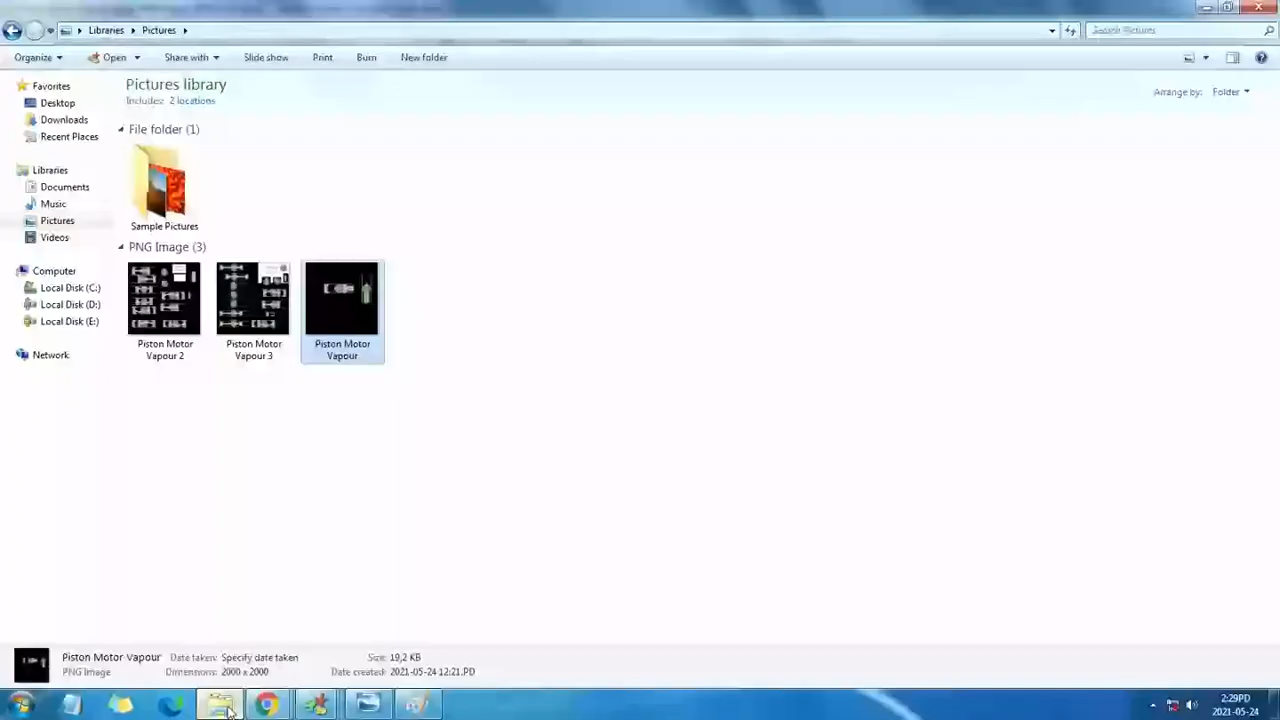 Libraries Pictures
Search Pictures
Organize Open Share with Slide show Print Burn New folder
Pictures library
Includes: 2 locations
Arrange by: Folder
Favorites
Desktop
Downloads
Recent Places
Libraries
Documents
Music
Pictures
Videos
Computer
Local Disk (C:)
Local Disk (D:)
Local Disk (E:)
Network
File folder (1)
Sample Pictures
PNG Image (3)
Piston Motor
Vapour 2
Piston Motor
Vapour 3
Piston Motor
Vapour
Piston Motor Vapour Date taken: Specify date taken Size: 19,2 KB
PNG Image Dimensions: 2000 x 2000 Date created: 2021-05-24 12:21.PD
2:29PD
2021-05-24